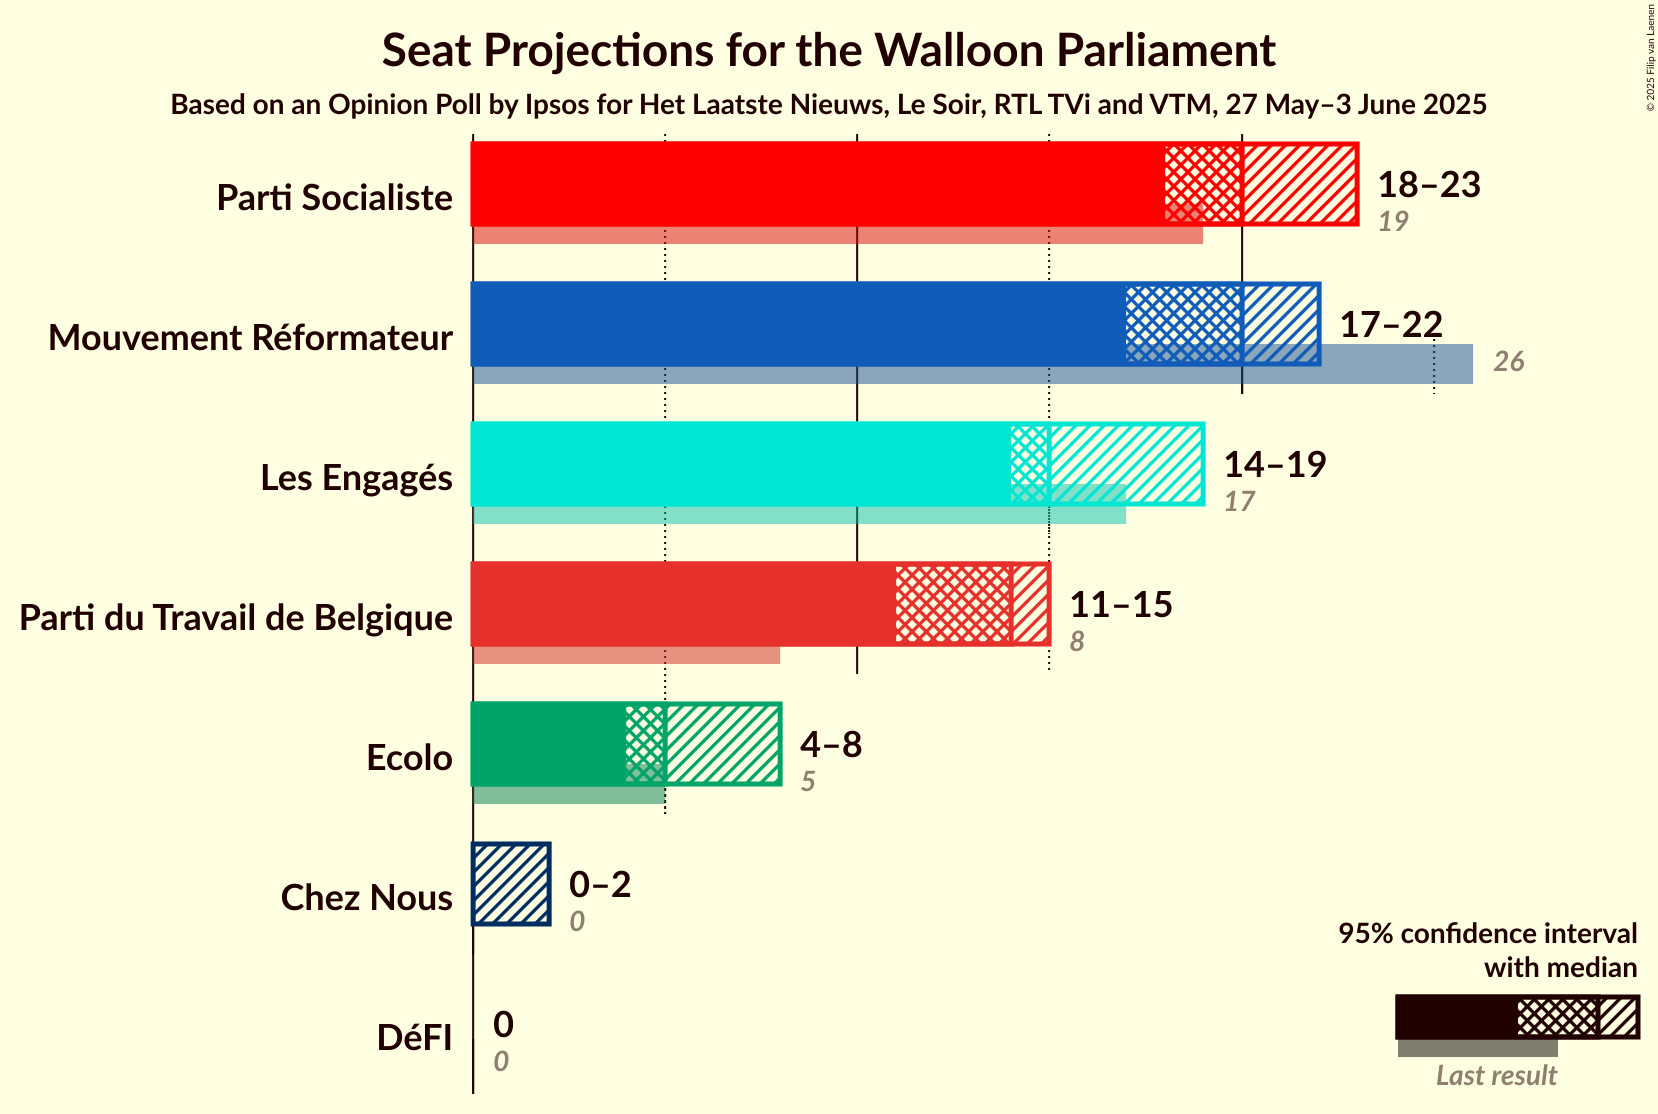 Seat Projections for the Walloon Parliament
Based on an Opinion Poll by Ipsos for Het Laatste Nieuws, Le Soir, RTL TVi and VTM, 27 May–3 June 2025
© 2025 Filip van Laenen
Parti Socialiste
18–23
19
Mouvement Réformateur
17–22
26
Les Engagés
14–19
17
Parti du Travail de Belgique
11–15
8
Ecolo
4–8
5
Chez Nous
0–2
0
DéFI
0
0
95% confidence interval
with median
Last result